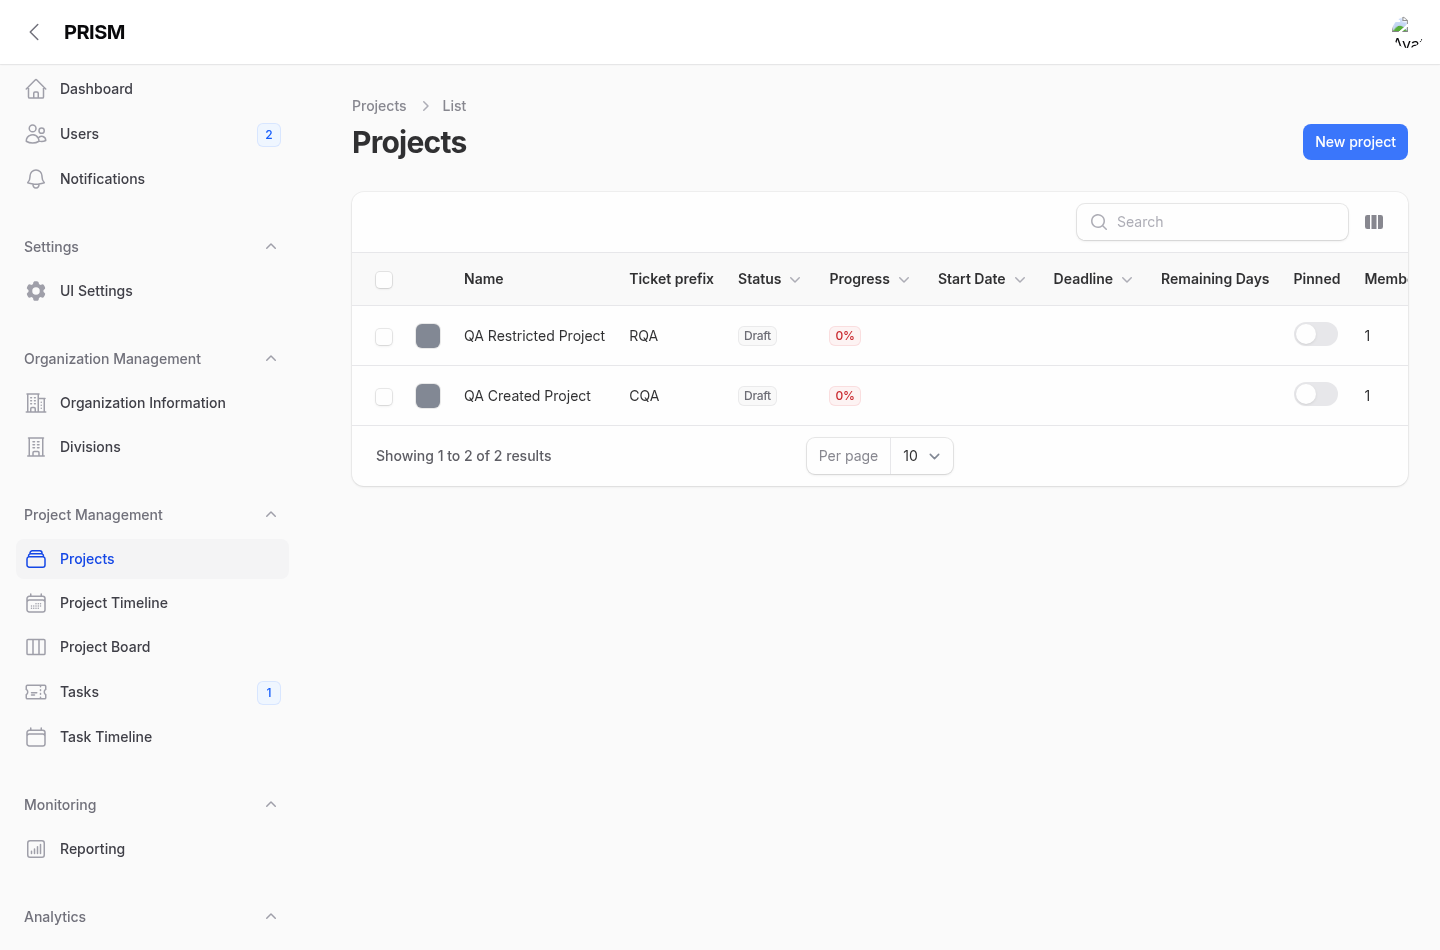 PRISM
Dashboard
Users 2
Notifications
Settings
UI Settings
Organization Management
Organization Information
Divisions
Project Management
Projects
Project Timeline
Project Board
Tasks 1
Task Timeline
Monitoring
Reporting
Analytics
Projects List
Projects
New project
Search
Name Ticket prefix Status Progress Start Date Deadline Remaining Days Pinned
QA Restricted Project RQA Draft 0% 1
QA Created Project CQA Draft 0% 1
Showing 1 to 2 of 2 results Per page 10